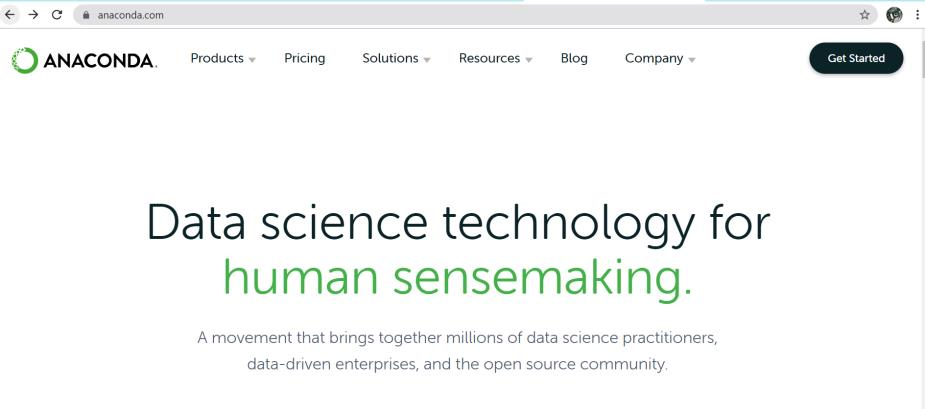 anaconda.com
ANACONDA.
Products
Pricing
Solutions
Resources
Blog
Company
Get Started
Data science technology for
human sensemaking.
A movement that brings together millions of data science practitioners,
data-driven enterprises, and the open source community.